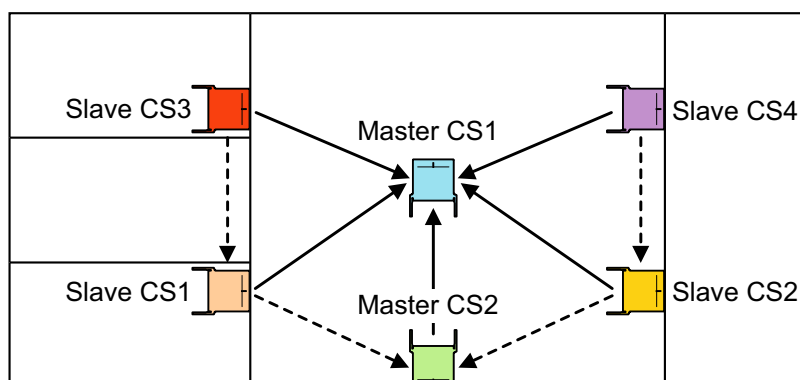 Slave CS3
Slave CS4
Master CS1
Slave CS1
Slave CS2
Master CS2